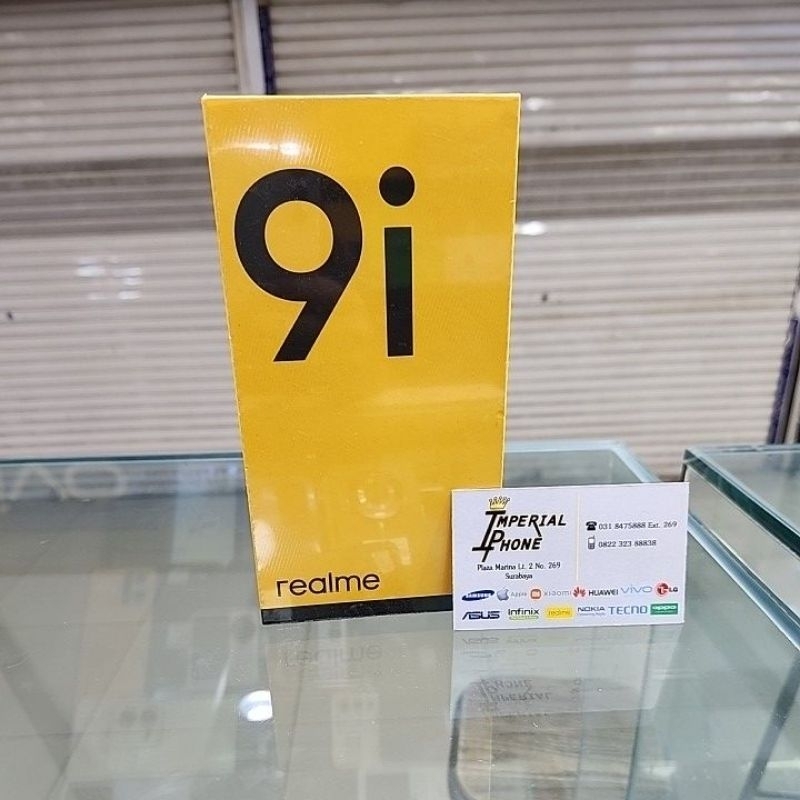 9i
realme
IMPERIAL
PHONE
Plaza Marina Lt. 2 No. 269
Surabaya
031 8475888 Ext. 269
0822 323 88838
SAMSUNG Apple xiaomi HUAWEI vivo LG
ASUS Infinix realme NOKIA TECNO oppo